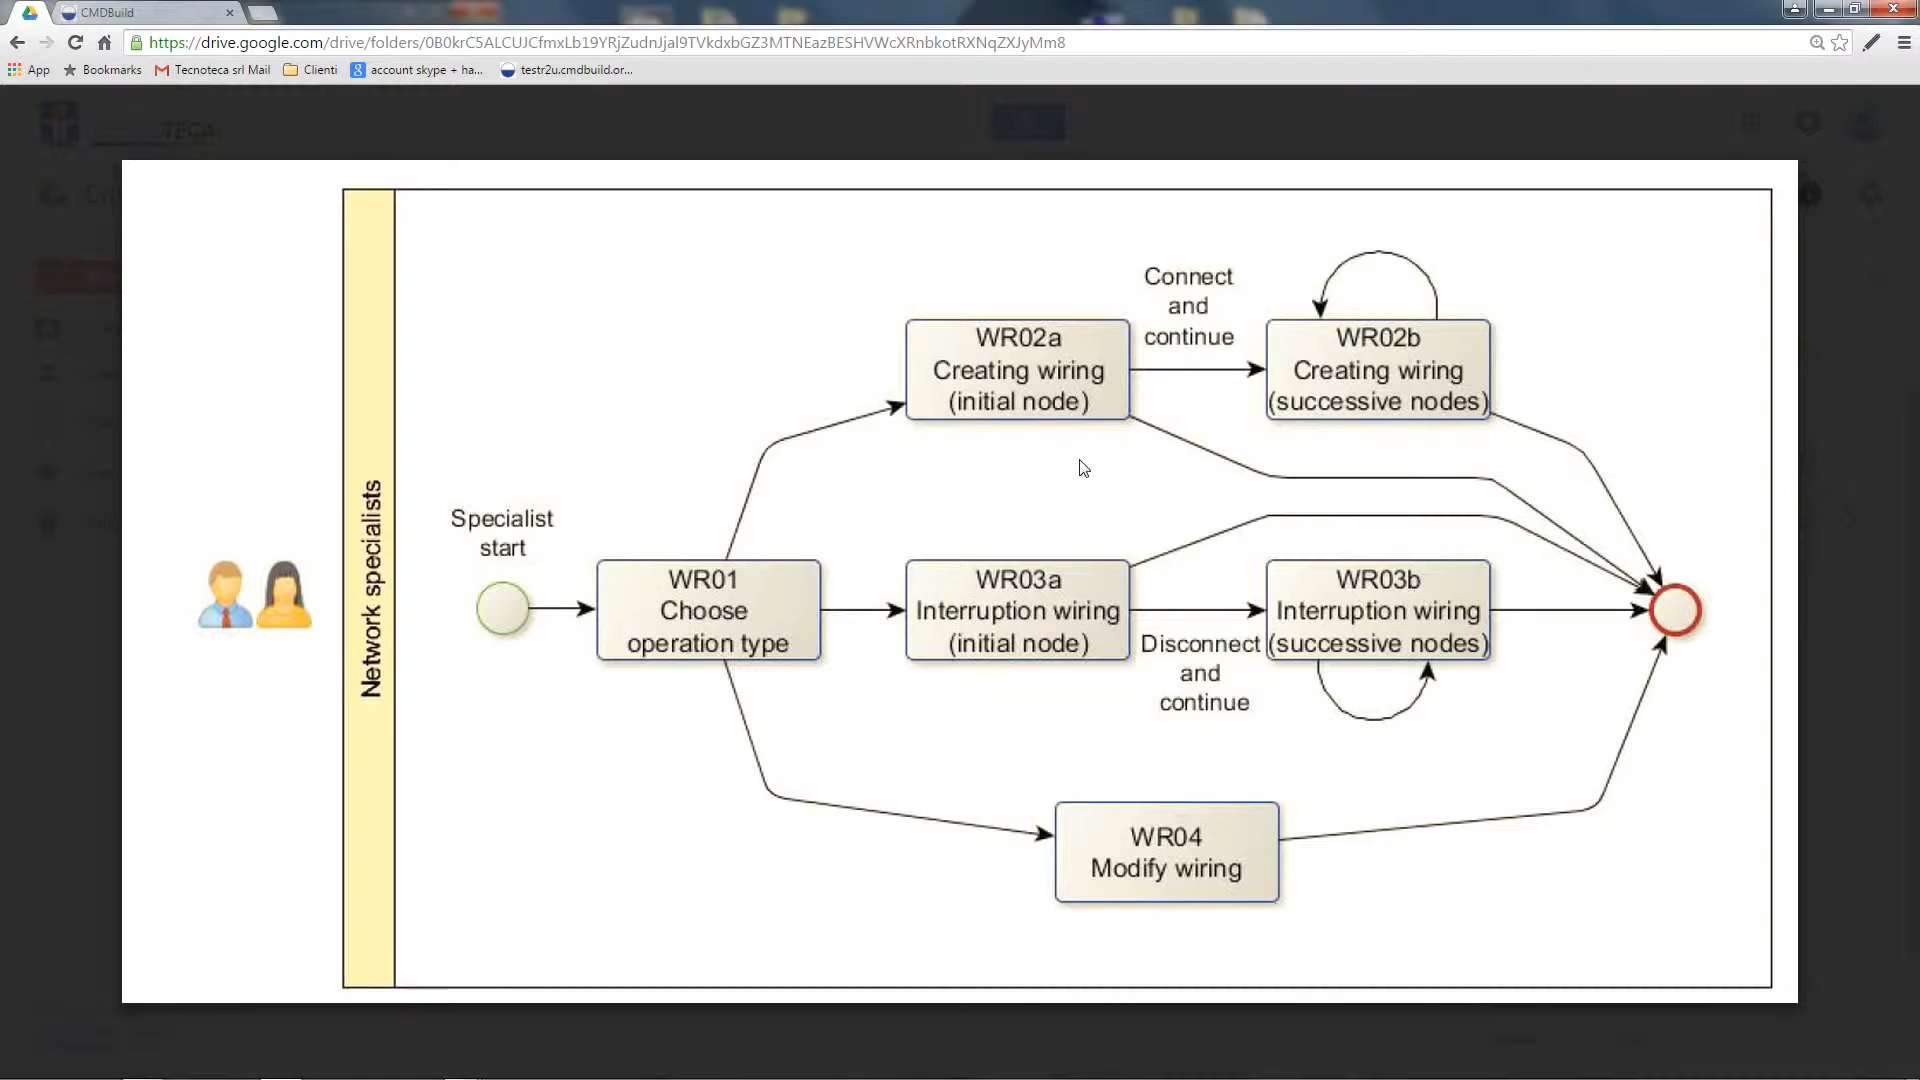 CMDBuild
https://drive.google.com/drive/folders/0B0krC5ALCUJCfmxLb19YRjZudnJjal9TVkdxbGZ3MTNEazBESHVWcXRnbkotRXNqZXJyMm8
App Bookmarks Tecnoteca srl Mail Clienti account skype + ha... testr2u.cmdbuild.or...
TECA
Network specialists
Specialist
start
WR01
Choose
operation type
WR02a
Creating wiring
(initial node)
Connect
and
continue
WR02b
Creating wiring
(successive nodes)
WR03a
Interruption wiring
(initial node)
Disconnect
and
continue
WR03b
Interruption wiring
(successive nodes)
WR04
Modify wiring